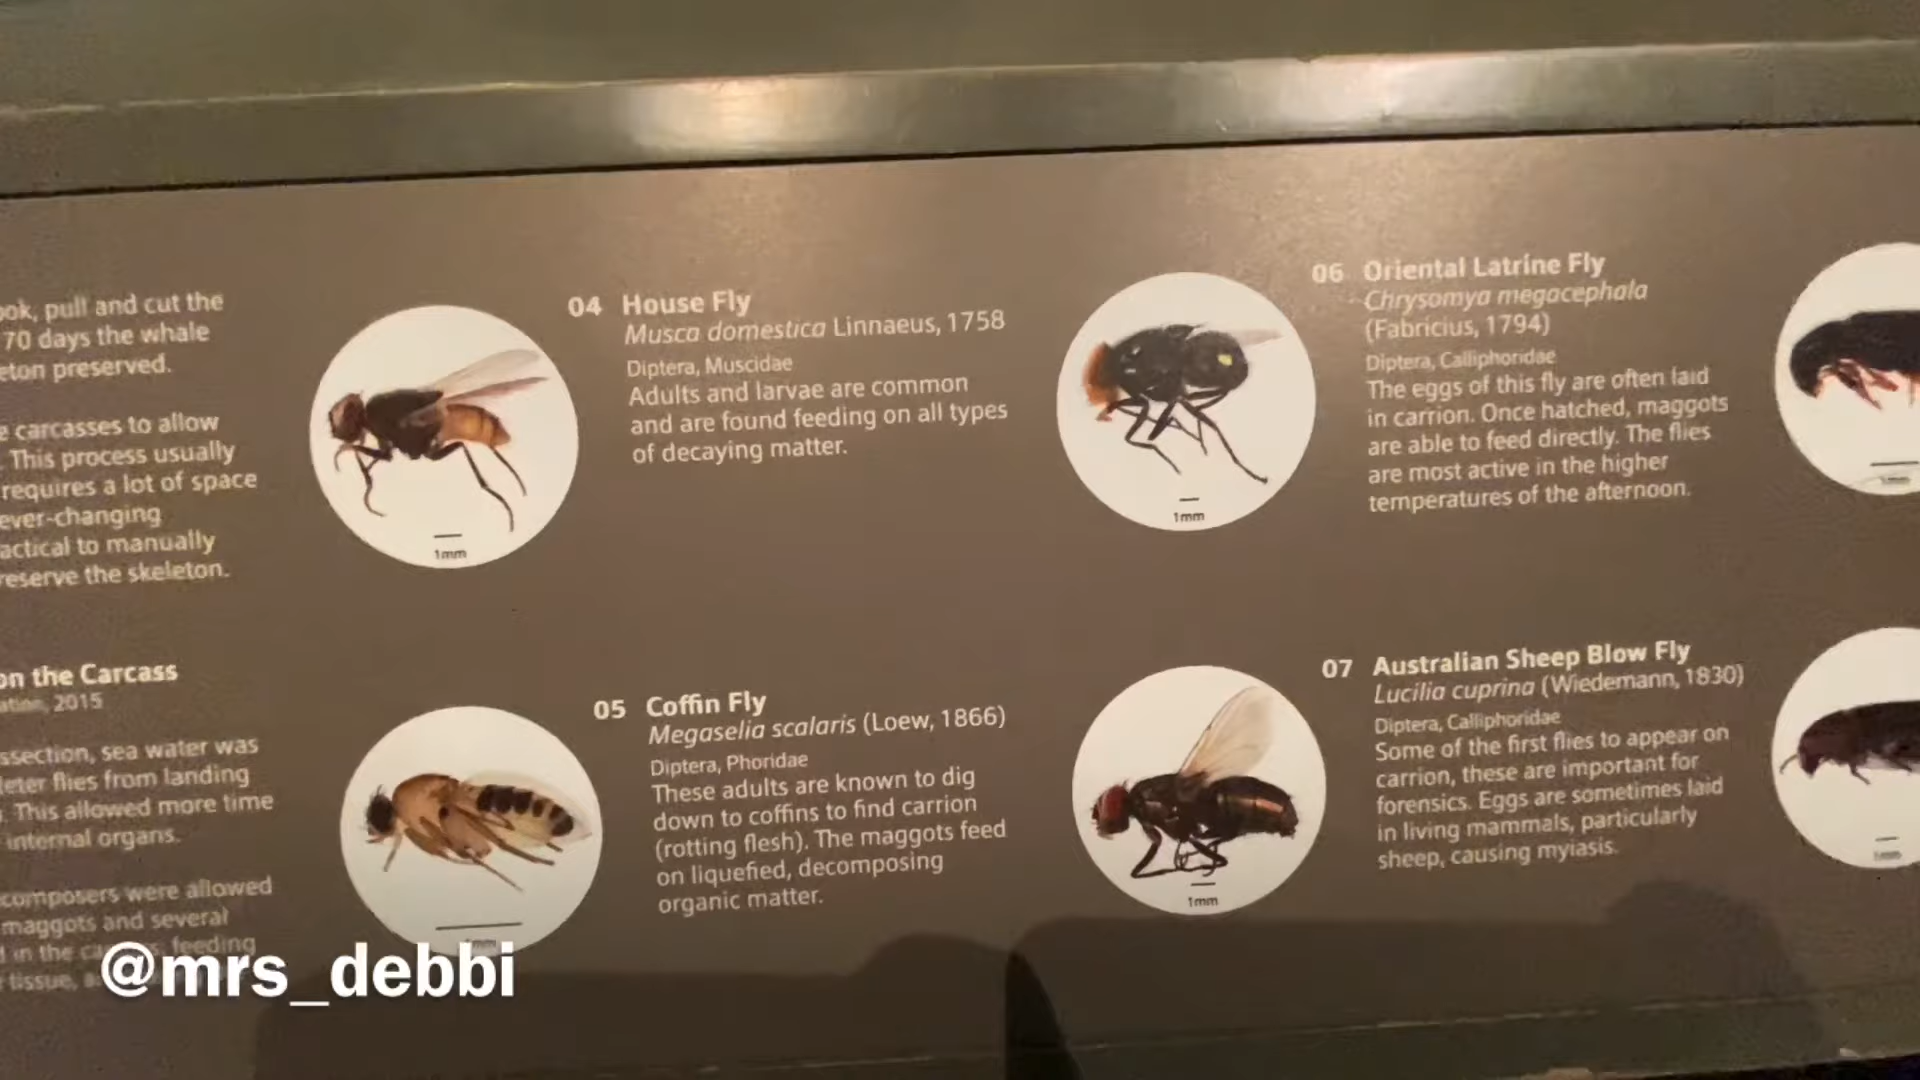 ook, pull and cut the
70 days the whale
eton preserved.
e carcasses to allow
. This process usually
requires a lot of space
ever-changing
actical to manually
reserve the skeleton.
on the Carcass
2015
ssection, sea water was
leter flies from landing
. This allowed more time
internal organs.
composers were allowed
maggots and several
in the feeding
tissue,
04 House Fly
Musca domestica Linnaeus, 1758
Diptera, Muscidae
Adults and larvae are common
and are found feeding on all types
of decaying matter.
1mm
05 Coffin Fly
Megaselia scalaris (Loew, 1866)
Diptera, Phoridae
These adults are known to dig
down to coffins to find carrion
(rotting flesh). The maggots feed
on liquefied, decomposing
organic matter.
06 Oriental Latrine Fly
Chrysomya megacephala
(Fabricius, 1794)
Diptera, Calliphoridae
The eggs of this fly are often laid
in carrion. Once hatched, maggots
are able to feed directly. The flies
are most active in the higher
temperatures of the afternoon.
1mm
07 Australian Sheep Blow Fly
Lucilia cuprina (Wiedemann, 1830)
Diptera, Calliphoridae
Some of the first flies to appear on
carrion, these are important for
forensics. Eggs are sometimes laid
in living mammals, particularly
sheep, causing myiasis.
1mm
@mrs_debbi